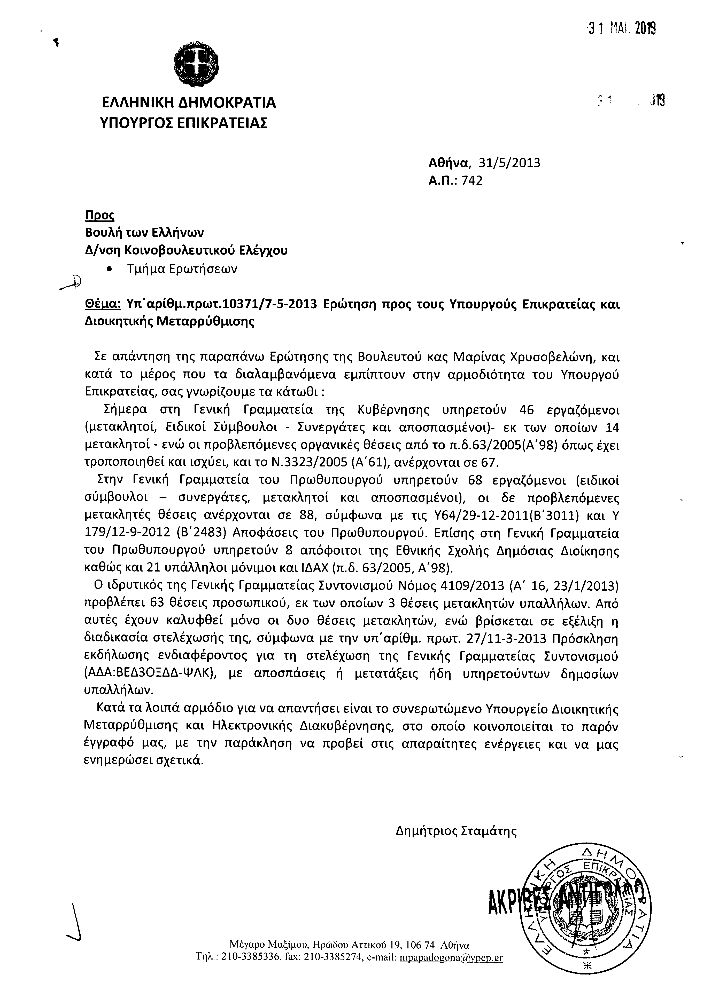 31 ΜΑΙ. 2013
ΕΛΛΗΝΙΚΗ ΔΗΜΟΚΡΑΤΙΑ
ΥΠΟΥΡΓΟΣ ΕΠΙΚΡΑΤΕΙΑΣ
Αθήνα, 31/5/2013
Α.Π.: 742
Προς
Βουλή των Ελλήνων
Δ/νση Κοινοβουλευτικού Ελέγχου
• Τμήμα Ερωτήσεων
Θέμα: Υπ΄αρίθμ.πρωτ.10371/7-5-2013 Ερώτηση προς τους Υπουργούς Επικρατείας και
Διοικητικής Μεταρρύθμισης
Σε απάντηση της παραπάνω Ερώτησης της Βουλευτού κας Μαρίνας Χρυσοβελώνη, και
κατά το μέρος που τα διαλαμβανόμενα εμπίπτουν στην αρμοδιότητα του Υπουργού
Επικρατείας, σας γνωρίζουμε τα κάτωθι :
Σήμερα στη Γενική Γραμματεία της Κυβέρνησης υπηρετούν 46 εργαζόμενοι
(μετακλητοί, Ειδικοί Σύμβουλοι - Συνεργάτες και αποσπασμένοι)- εκ των οποίων 14
μετακλητοί - ενώ οι προβλεπόμενες οργανικές θέσεις από το π.δ.63/2005(Α΄98) όπως έχει
τροποποιηθεί και ισχύει, και το Ν.3323/2005 (Α΄61), ανέρχονται σε 67.
Στην Γενική Γραμματεία του Πρωθυπουργού υπηρετούν 68 εργαζόμενοι (ειδικοί
σύμβουλοι – συνεργάτες, μετακλητοί και αποσπασμένοι), οι δε προβλεπόμενες
μετακλητές θέσεις ανέρχονται σε 88, σύμφωνα με τις Υ64/29-12-2011(Β΄3011) και Υ
179/12-9-2012 (Β΄2483) Αποφάσεις του Πρωθυπουργού. Επίσης στη Γενική Γραμματεία
του Πρωθυπουργού υπηρετούν 8 απόφοιτοι της Εθνικής Σχολής Δημόσιας Διοίκησης
καθώς και 21 υπάλληλοι μόνιμοι και ΙΔΑΧ (π.δ. 63/2005, Α΄98).
Ο ιδρυτικός της Γενικής Γραμματείας Συντονισμού Νόμος 4109/2013 (Α΄ 16, 23/1/2013)
προβλέπει 63 θέσεις προσωπικού, εκ των οποίων 3 θέσεις μετακλητών υπαλλήλων. Από
αυτές έχουν καλυφθεί μόνο οι δυο θέσεις μετακλητών, ενώ βρίσκεται σε εξέλιξη η
διαδικασία στελέχωσής της, σύμφωνα με την υπ΄αρίθμ. πρωτ. 27/11-3-2013 Πρόσκληση
εκδήλωσης ενδιαφέροντος για τη στελέχωση της Γενικής Γραμματείας Συντονισμού
(ΑΔΑ:ΒΕΔ3ΟΞΔΔ-ΨΛΚ), με αποσπάσεις ή μετατάξεις ήδη υπηρετούντων δημοσίων
υπαλλήλων.
Κατά τα λοιπά αρμόδιο για να απαντήσει είναι το συνερωτώμενο Υπουργείο Διοικητικής
Μεταρρύθμισης και Ηλεκτρονικής Διακυβέρνησης, στο οποίο κοινοποιείται το παρόν
έγγραφό μας, με την παράκληση να προβεί στις απαραίτητες ενέργειες και να μας
ενημερώσει σχετικά.
Δημήτριος Σταμάτης
ΕΛΛΗΝΙΚΗ ΔΗΜΟΚΡΑΤΙΑ
ΥΠΟΥΡΓΟΣ ΕΠΙΚΡΑΤΕΙΑΣ
ΑΚΡΙΒΕΣ ΑΝΤΙΓΡΑΦΟ
Μέγαρο Μαξίμου, Ηρώδου Αττικού 19, 106 74 Αθήνα
Τηλ.: 210-3385336, fax: 210-3385274, e-mail: mpapadogona@ypep.gr